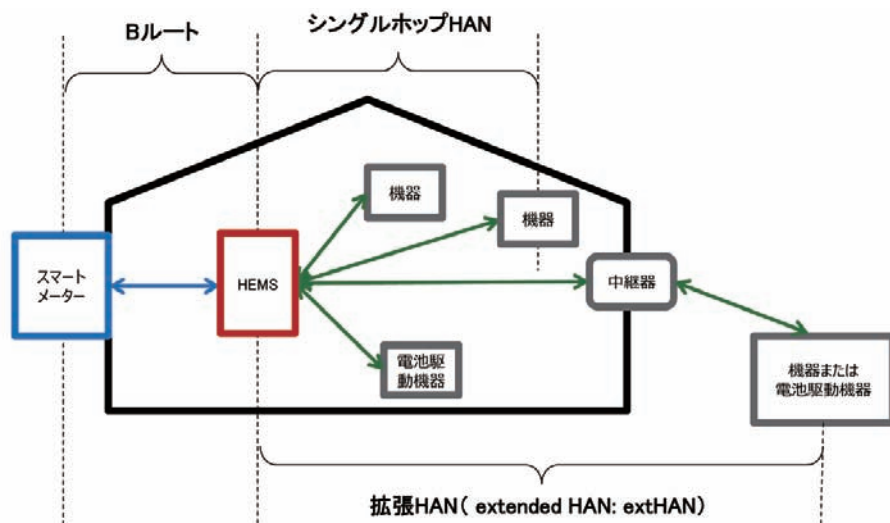 Bルート
シングルホップHAN
機器
機器
スマート
メーター
HEMS
中継器
電池駆
動機器
機器または
電池駆動機器
拡張HAN( extended HAN: extHAN)